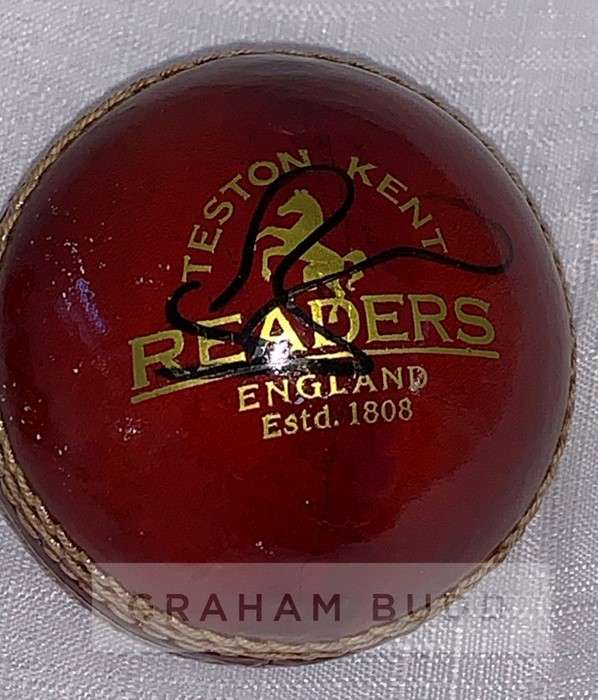 TESTON KENT
READERS
ENGLAND
Estd. 1808
GRAHAM BUDD